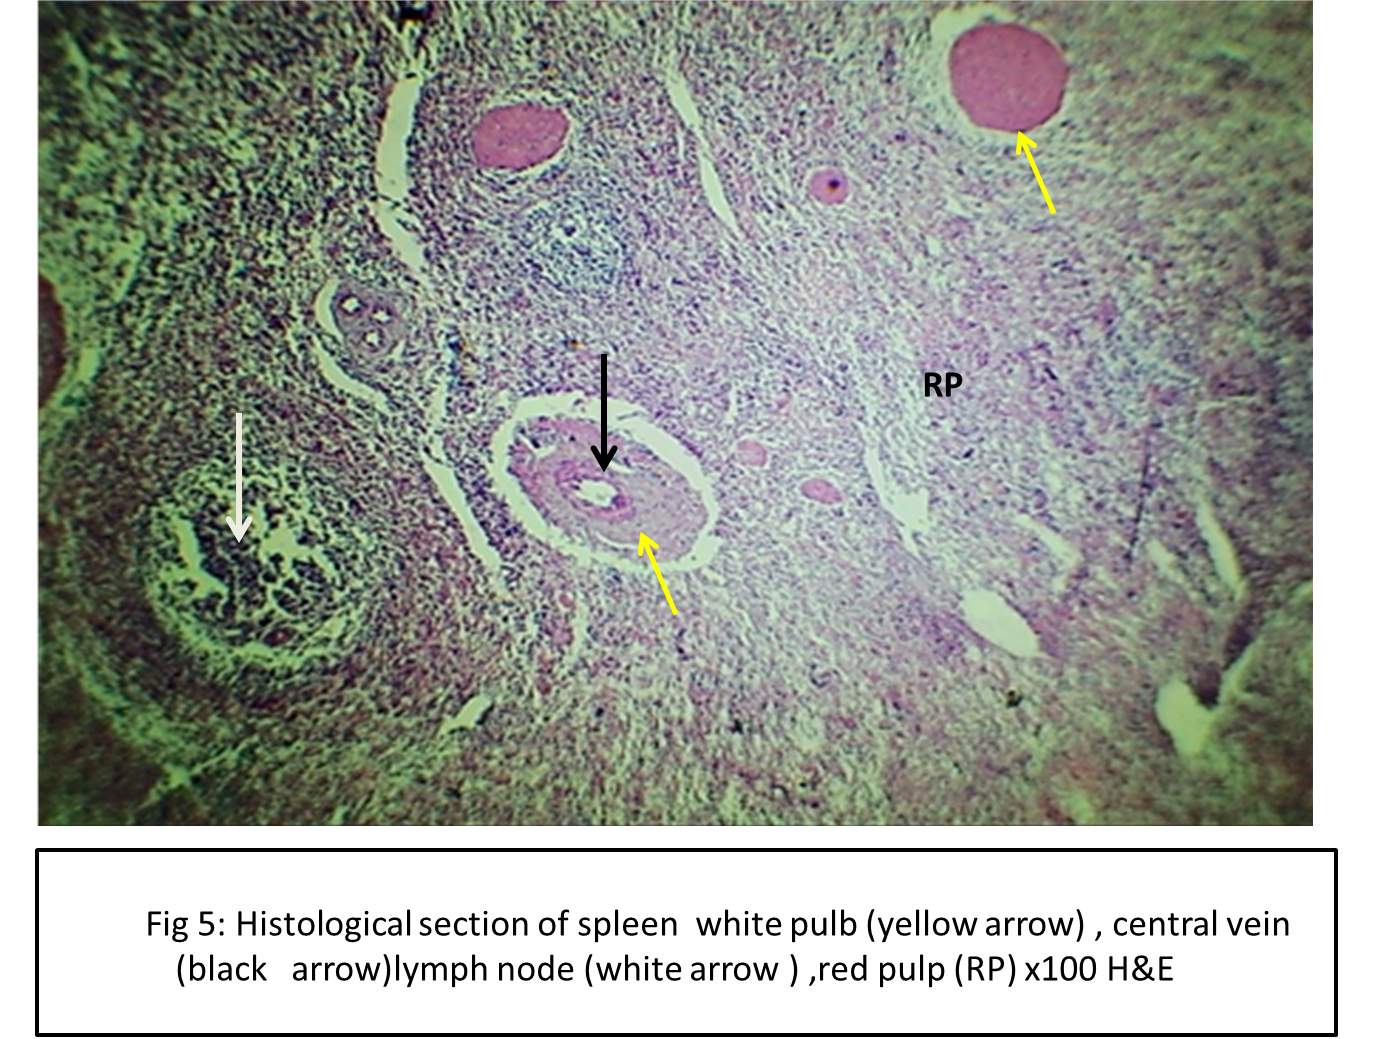 RP
Fig 5: Histological section of spleen  white pulb (yellow arrow) , central vein
(black   arrow)lymph node (white arrow ) ,red pulp (RP) x100 H&E